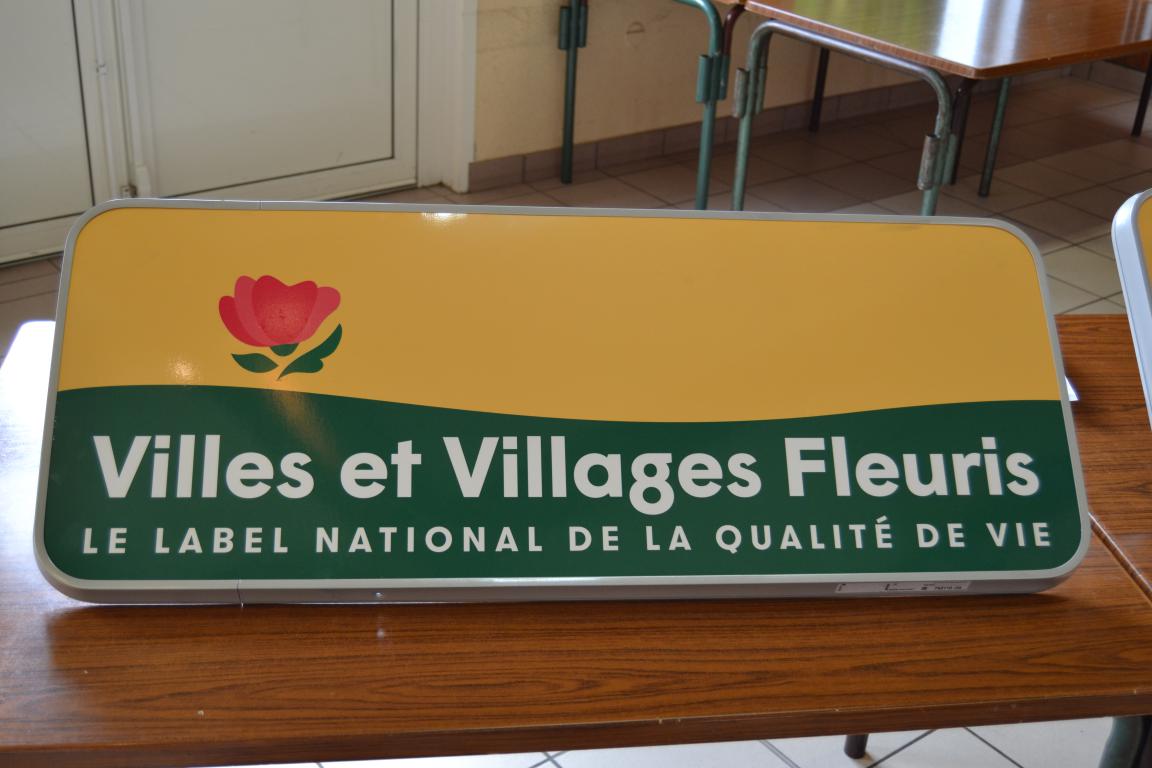 Villes et Villages Fleuris
LE LABEL NATIONAL DE LA QUALITÉ DE VIE